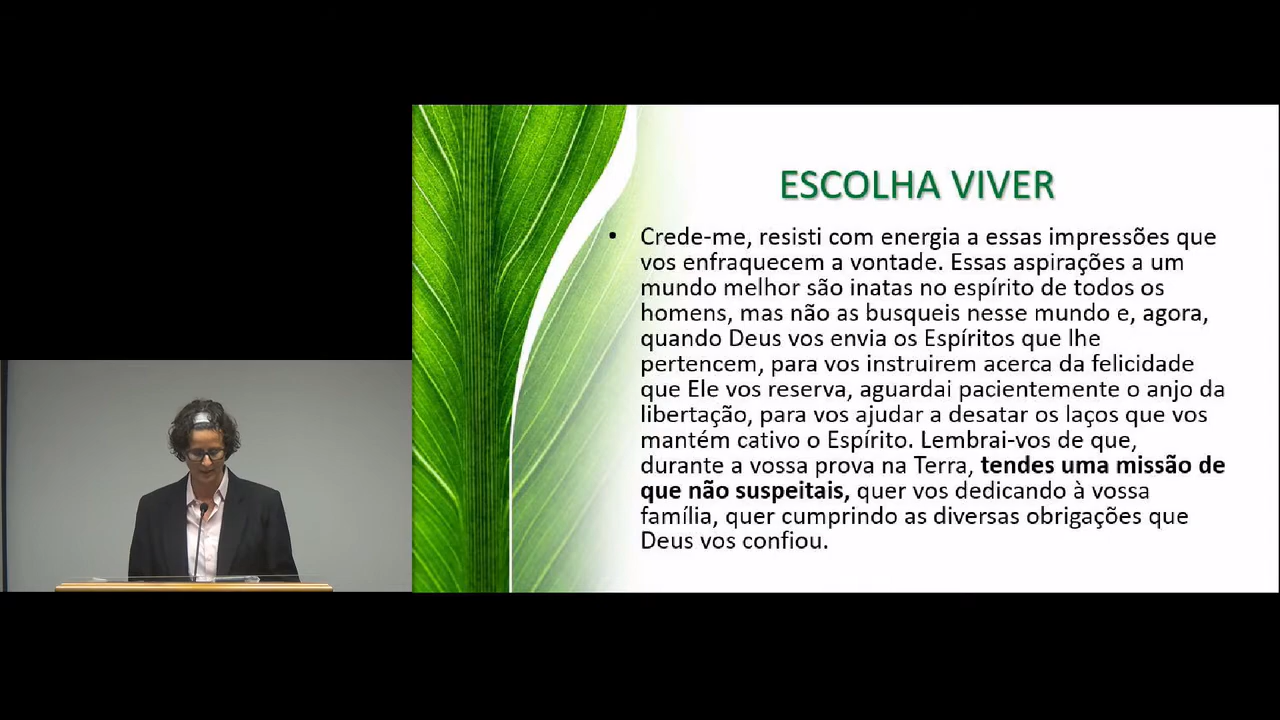 ESCOLHA VIVER
• Crede-me, resisti com energia a essas impressões que
vos enfraquecem a vontade. Essas aspirações a um
mundo melhor são inatas no espírito de todos os
homens, mas não as busqueis nesse mundo e, agora,
quando Deus vos envia os Espíritos que lhe
pertencem, para vos instruirem acerca da felicidade
que Ele vos reserva, aguardai pacientemente o anjo da
libertação, para vos ajudar a desatar os laços que vos
mantém cativo o Espírito. Lembrai-vos de que,
durante a vossa prova na Terra, tendes uma missão de
que não suspeitais, quer vos dedicando à vossa
família, quer cumprindo as diversas obrigações que
Deus vos confiou.